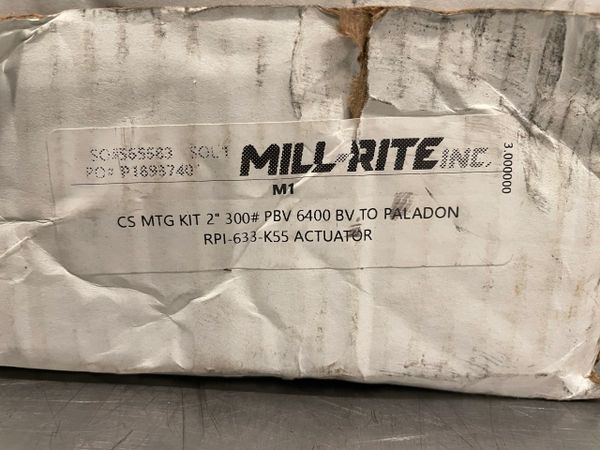 SO#565583 SOL 1
PO# P1693740
MILL-RITE INC.
M1
3.000000
CS MTG KIT 2" 300# PBV 6400 BV TO PALADON
RPI-633-K55 ACTUATOR